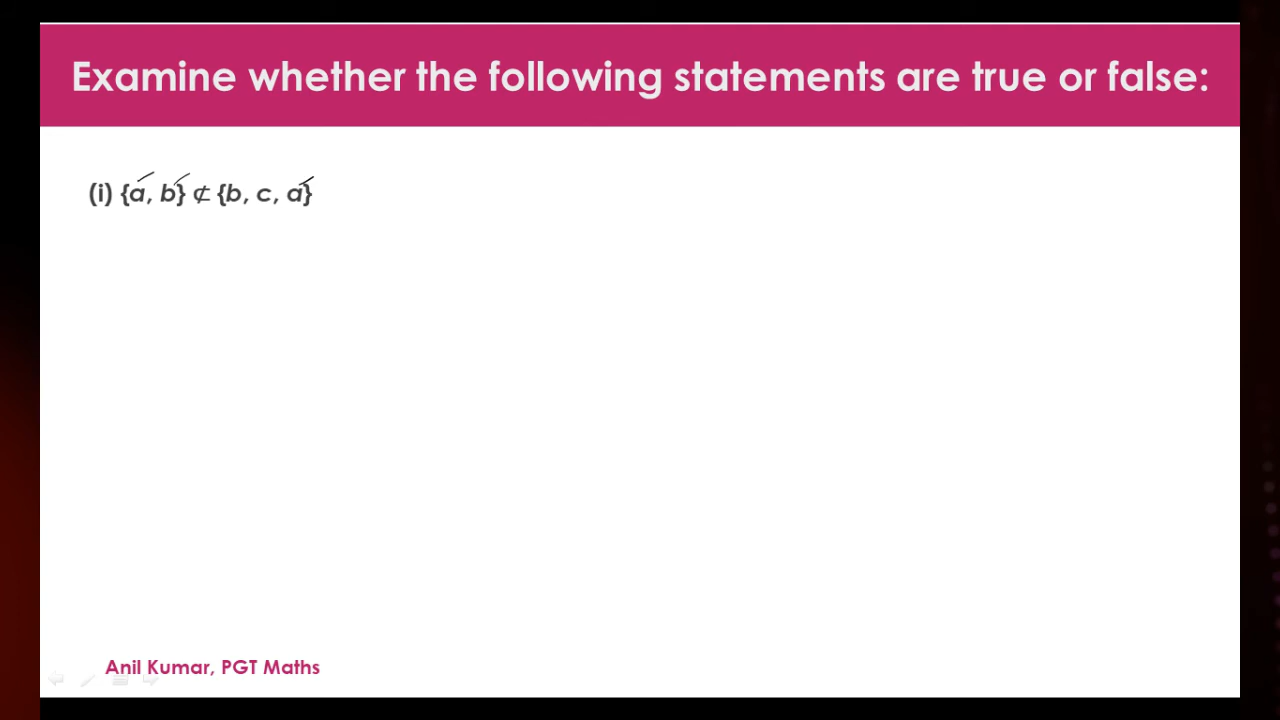 Examine whether the following statements are true or false:
(i) {a, b} ⊄ {b, c, a}
Anil Kumar, PGT Maths